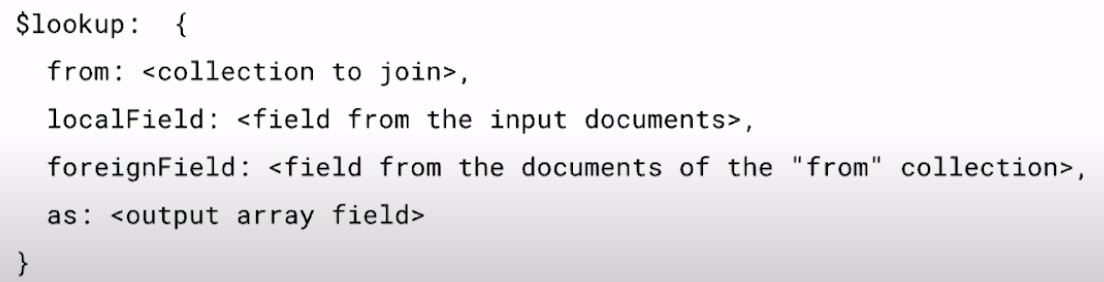 $lookup:  {
  from: <collection to join>,
  localField: <field from the input documents>,
  foreignField: <field from the documents of the "from" collection>,
  as: <output array field>
}